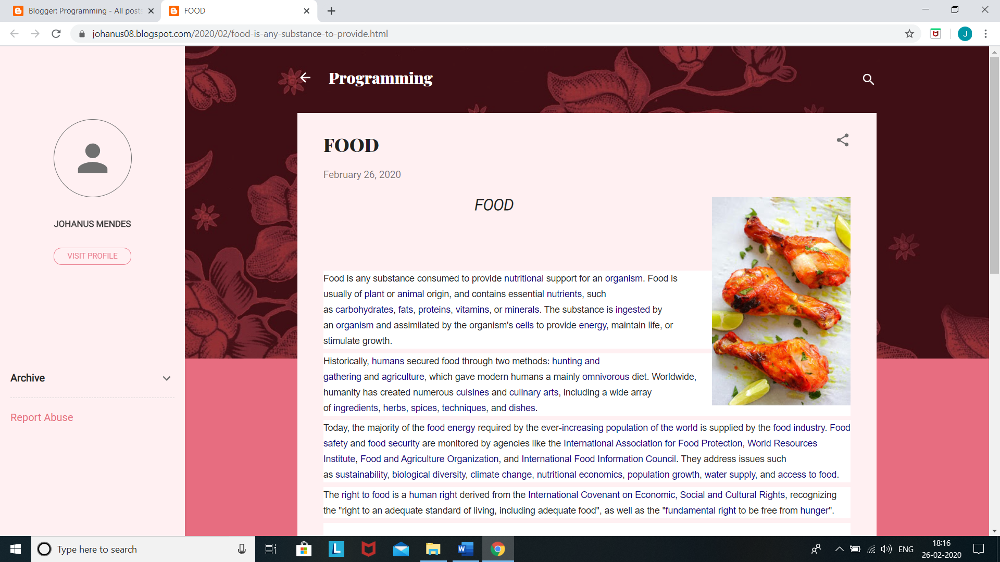 Blogger: Programming - All posts
FOOD
johanus08.blogspot.com/2020/02/food-is-any-substance-to-provide.html
J
Programming
JOHANUS MENDES
VISIT PROFILE
Archive
Report Abuse
FOOD
February 26, 2020
FOOD
Food is any substance consumed to provide nutritional support for an organism. Food is
usually of plant or animal origin, and contains essential nutrients, such
as carbohydrates, fats, proteins, vitamins, or minerals. The substance is ingested by
an organism and assimilated by the organism's cells to provide energy, maintain life, or
stimulate growth.
Historically, humans secured food through two methods: hunting and
gathering and agriculture, which gave modern humans a mainly omnivorous diet. Worldwide,
humanity has created numerous cuisines and culinary arts, including a wide array
of ingredients, herbs, spices, techniques, and dishes.
Today, the majority of the food energy required by the ever-increasing population of the world is supplied by the food industry. Food
safety and food security are monitored by agencies like the International Association for Food Protection, World Resources
Institute, Food and Agriculture Organization, and International Food Information Council. They address issues such
as sustainability, biological diversity, climate change, nutritional economics, population growth, water supply, and access to food.
The right to food is a human right derived from the International Covenant on Economic, Social and Cultural Rights, recognizing
the "right to an adequate standard of living, including adequate food", as well as the "fundamental right to be free from hunger".
Type here to search
L
W
ENG
18:16
26-02-2020